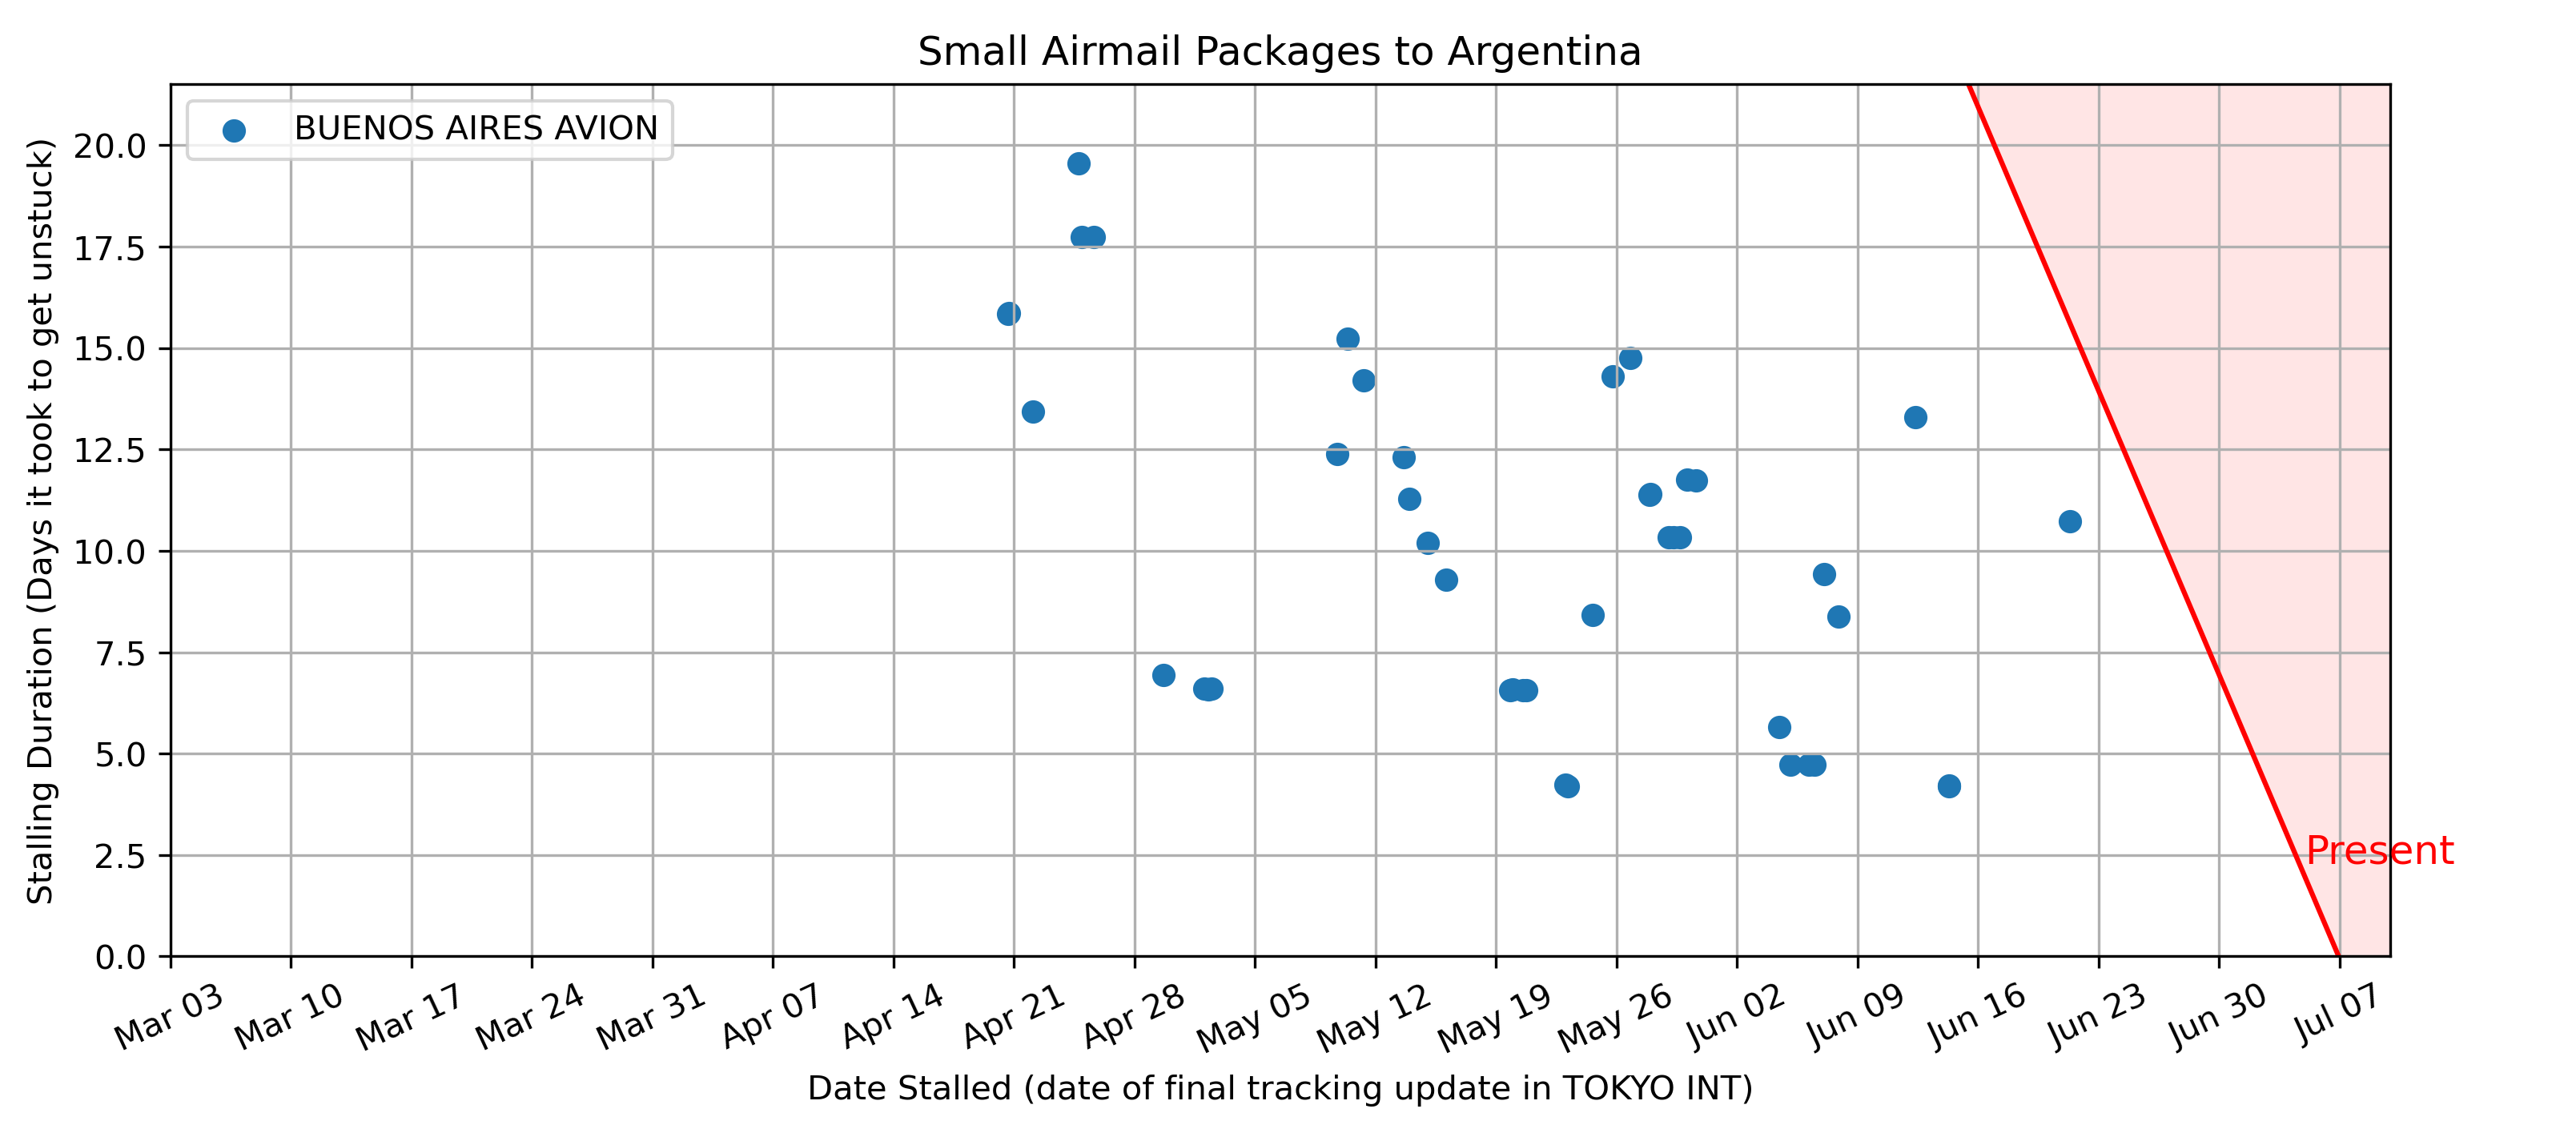 Small Airmail Packages to Argentina
BUENOS AIRES AVION
Stalling Duration (Days it took to get unstuck)
20.0
17.5
15.0
12.5
10.0
7.5
5.0
2.5
0.0
Present
Mar 03
Mar 10
Mar 17
Mar 24
Mar 31
Apr 07
Apr 14
Apr 21
Apr 28
May 05
May 12
May 19
May 26
Jun 02
Jun 09
Jun 16
Jun 23
Jun 30
Jul 07
Date Stalled (date of final tracking update in TOKYO INT)